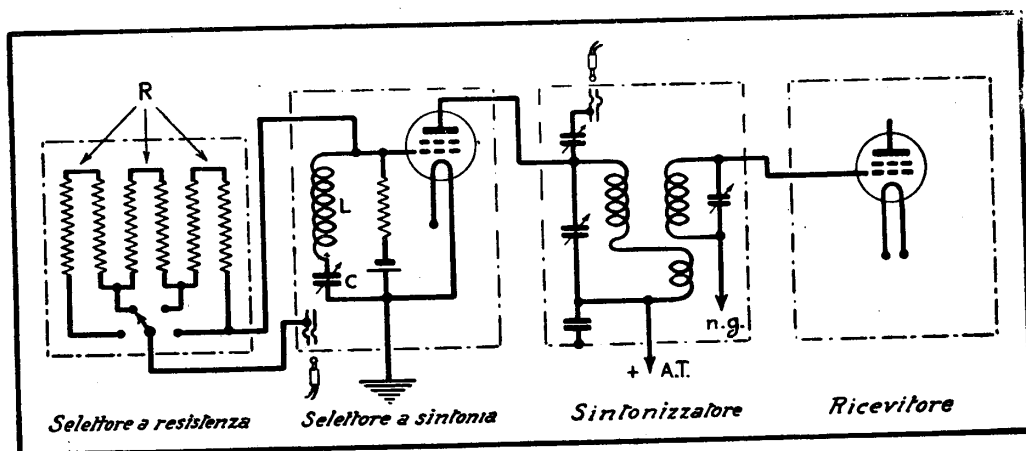 R
L
C
n.g.
+ A.T.
Selettore a resistenza
Selettore a sintonia
Sintonizzatore
Ricevitore